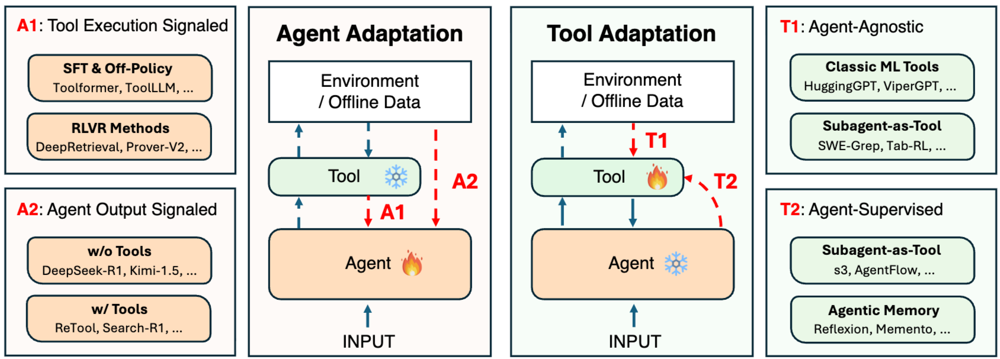 A1: Tool Execution Signaled
SFT & Off-Policy
Toolformer, ToolLLM, ...
RLVR Methods
DeepRetrieval, Prover-V2, ...
A2: Agent Output Signaled
w/o Tools
DeepSeek-R1, Kimi-1.5, ...
w/ Tools
ReTool, Search-R1, ...
Agent Adaptation
Environment
/ Offline Data
Tool
A2
A1
Agent
INPUT
Tool Adaptation
Environment
/ Offline Data
T1
Tool
T2
Agent
INPUT
T1: Agent-Agnostic
Classic ML Tools
HuggingGPT, ViperGPT, ...
Subagent-as-Tool
SWE-Grep, Tab-RL, ...
T2: Agent-Supervised
Subagent-as-Tool
s3, AgentFlow, ...
Agentic Memory
Reflexion, Memento, ...